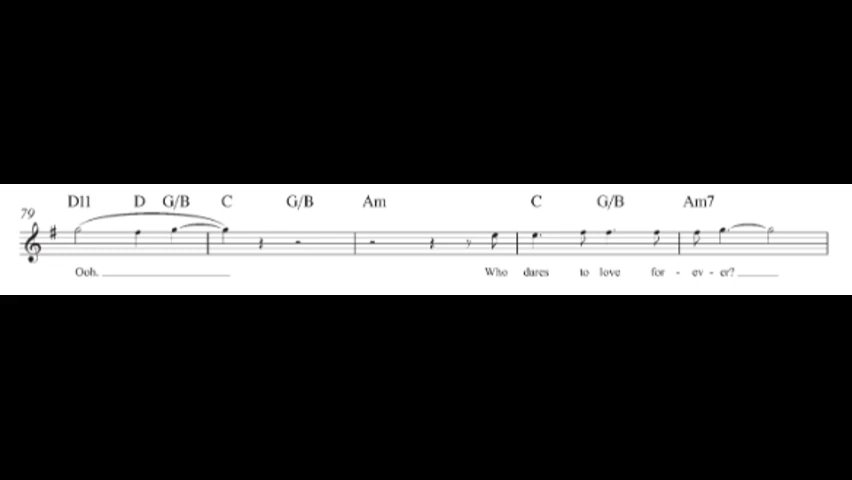 D11 D G/B C G/B Am C G/B Am7
79
Ooh. Who dares to love for - ev - er?